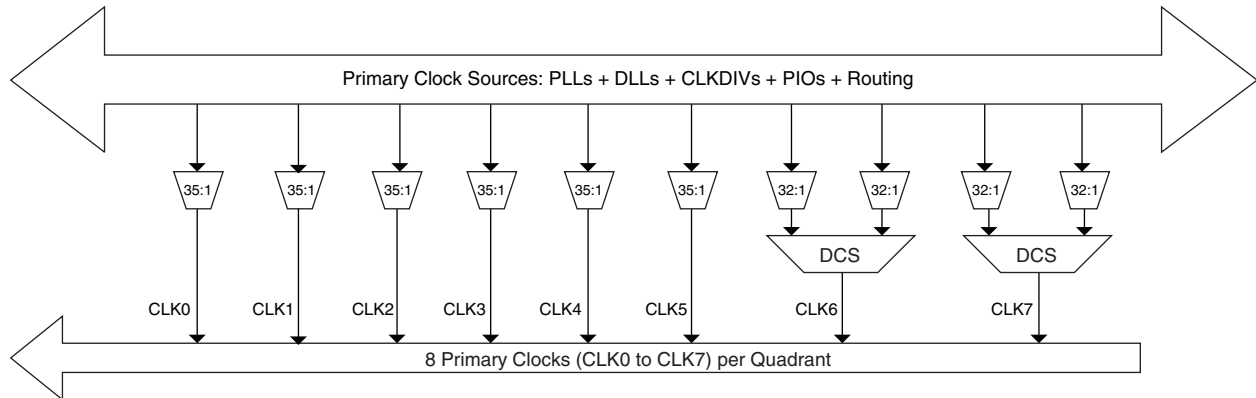 Primary Clock Sources: PLLs + DLLs + CLKDIVs + PIOs + Routing
35:1 35:1 35:1 35:1 35:1 35:1 32:1 32:1 32:1 32:1
DCS DCS
CLK0 CLK1 CLK2 CLK3 CLK4 CLK5 CLK6 CLK7
8 Primary Clocks (CLK0 to CLK7) per Quadrant